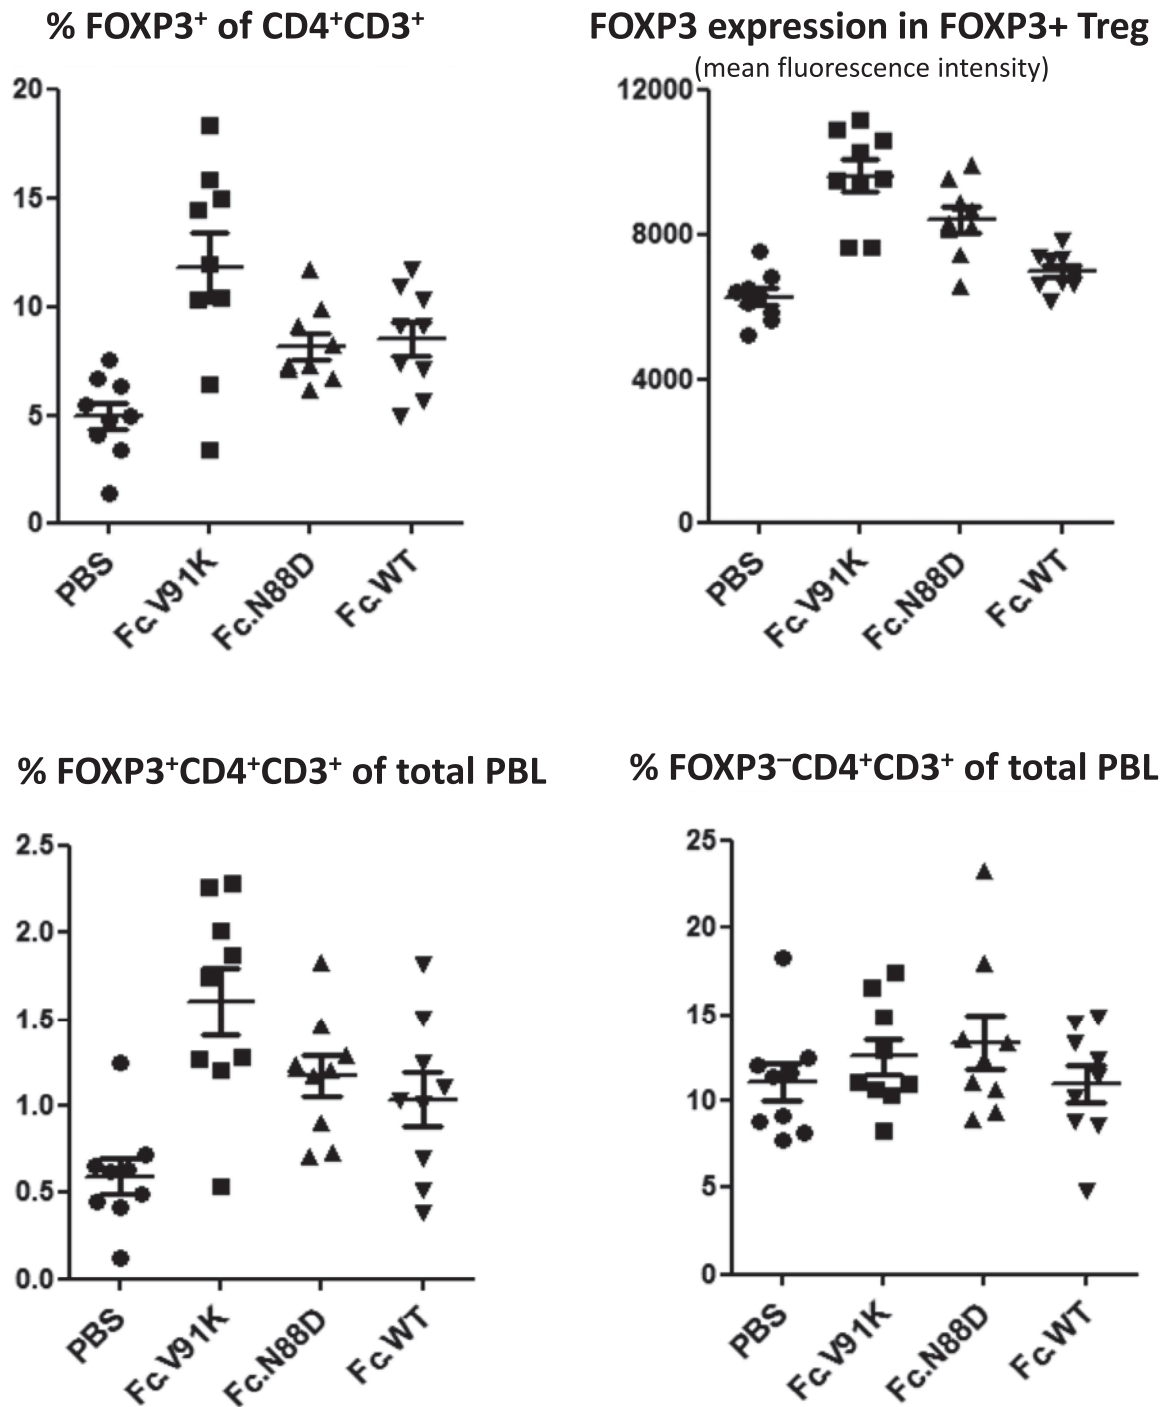 % FOXP3⁺ of CD4⁺CD3⁺
20
15
10
5
0
PBS
Fc.V91K
Fc.N88D
Fc.WT
FOXP3 expression in FOXP3+ Treg
(mean fluorescence intensity)
12000
8000
4000
0
PBS
Fc.V91K
Fc.N88D
Fc.WT
% FOXP3⁺CD4⁺CD3⁺ of total PBL
2.5
2.0
1.5
1.0
0.5
0.0
PBS
Fc.V91K
Fc.N88D
Fc.WT
% FOXP3⁻CD4⁺CD3⁺ of total PBL
25
20
15
10
5
0
PBS
Fc.V91K
Fc.N88D
Fc.WT